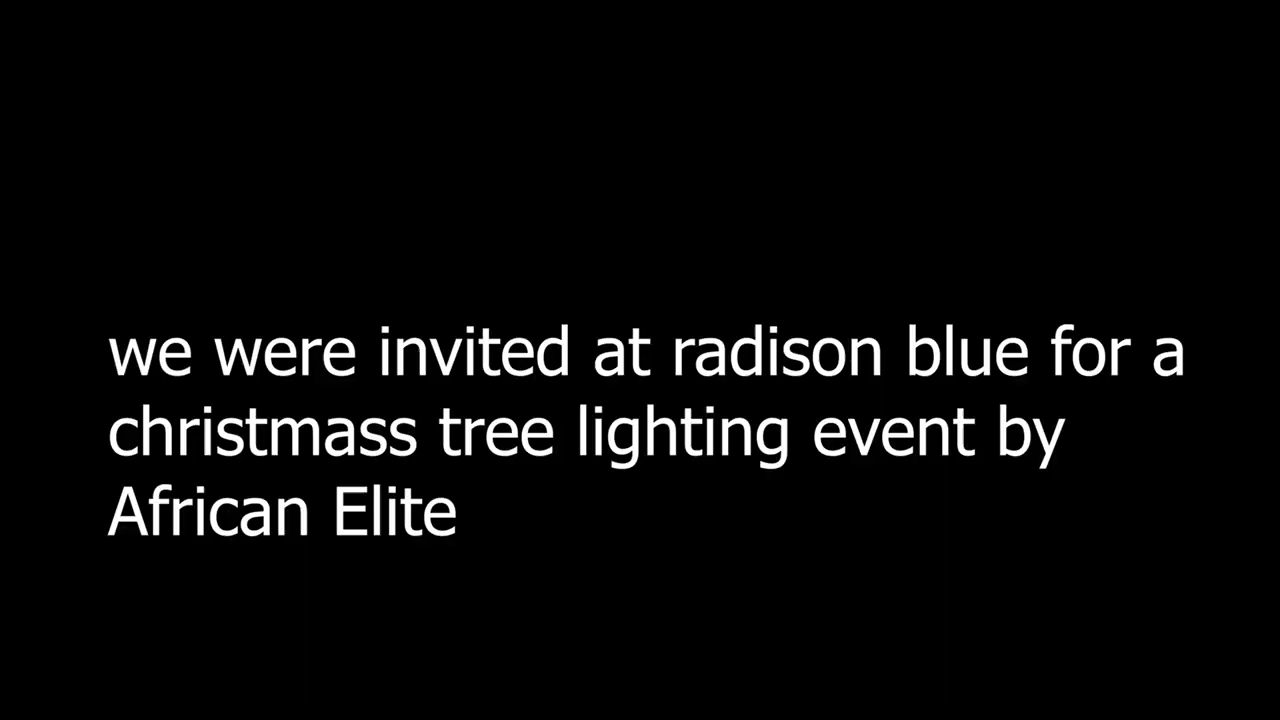 we were invited at radison blue for a
christmass tree lighting event by
African Elite